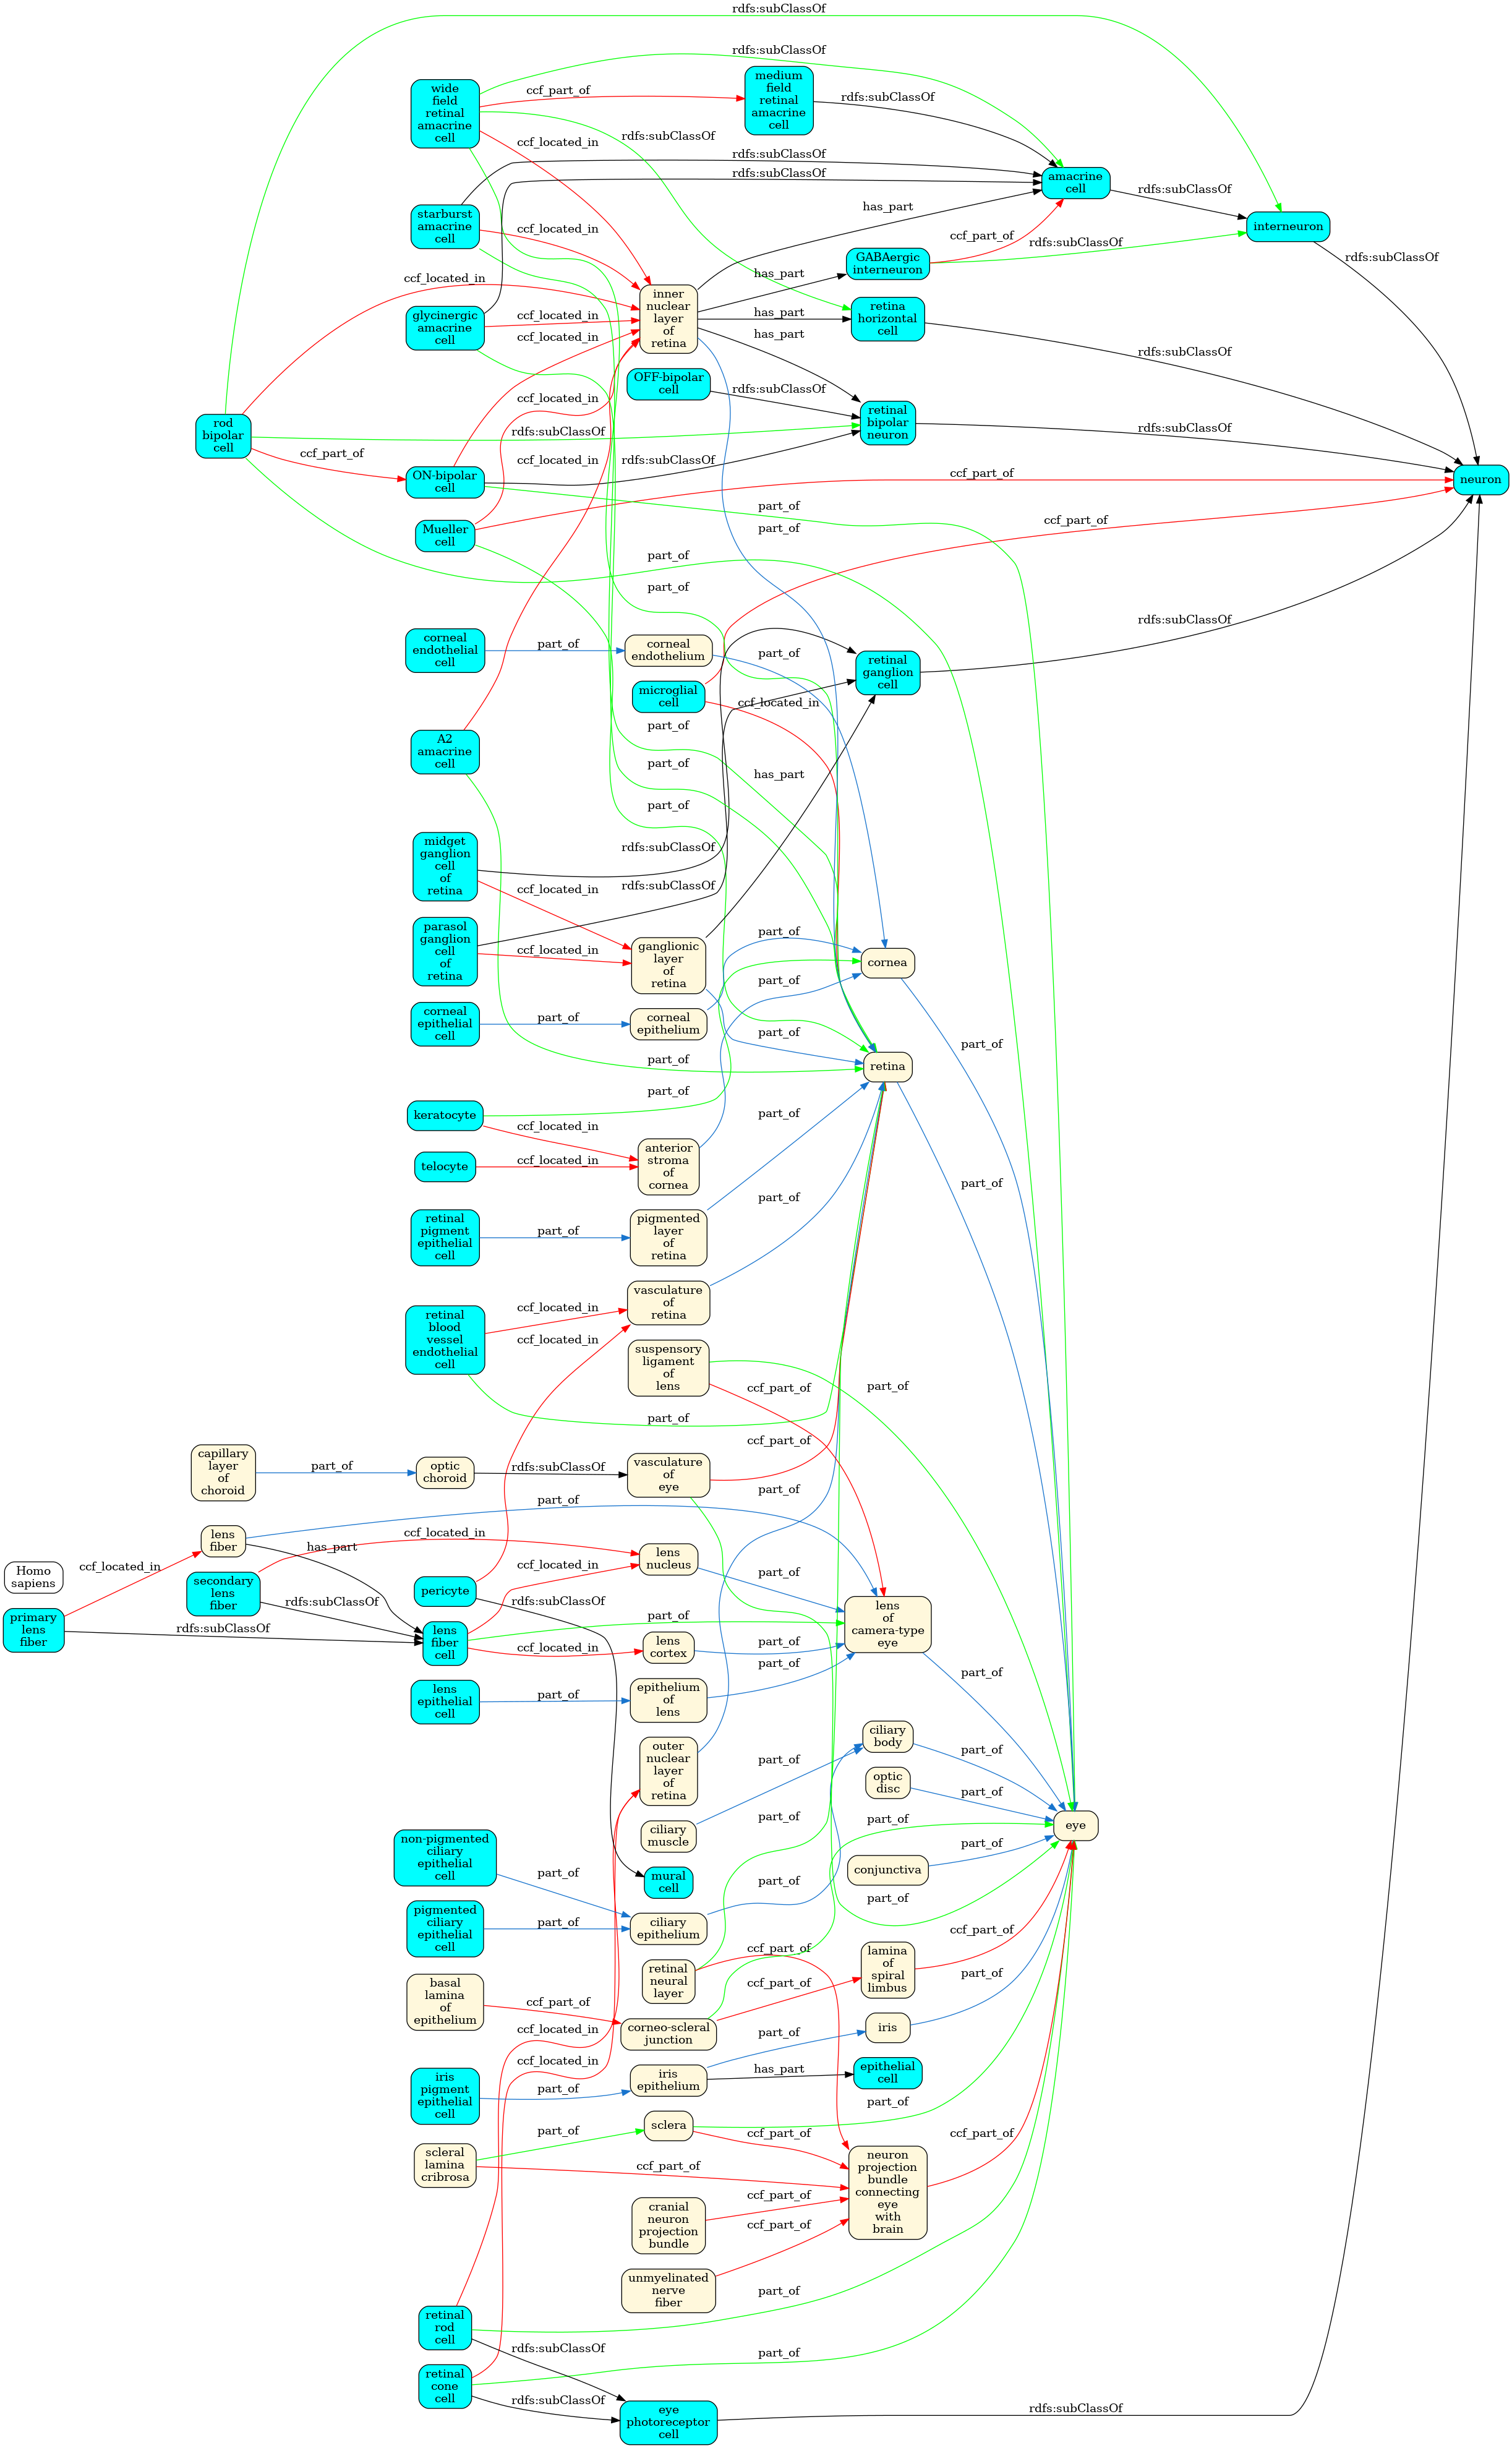 rdfs:subClassOf
rdfs:subClassOf
wide
field
retinal
amacrine
cell
ccf_part_of
medium
field
retinal
amacrine
cell
rdfs:subClassOf
rdfs:subClassOf
ccf_located_in
rdfs:subClassOf
rdfs:subClassOf
amacrine
cell
rdfs:subClassOf
starburst
amacrine
cell
ccf_located_in
has_part
ccf_part_of
rdfs:subClassOf
interneuron
rdfs:subClassOf
GABAergic
interneuron
has_part
ccf_located_in
inner
nuclear
layer
of
retina
glycinergic
amacrine
cell
ccf_located_in
ccf_located_in
has_part
has_part
retina
horizontal
cell
rdfs:subClassOf
OFF-bipolar
cell
rdfs:subClassOf
ccf_located_in
retinal
bipolar
neuron
rdfs:subClassOf
rod
bipolar
cell
rdfs:subClassOf
ccf_part_of
ccf_located_in
rdfs:subClassOf
ON-bipolar
cell
ccf_part_of
neuron
part_of
Mueller
cell
part_of
ccf_part_of
part_of
part_of
corneal
endothelial
cell
part_of
corneal
endothelium
part_of
rdfs:subClassOf
retinal
ganglion
cell
microglial
cell
ccf_located_in
part_of
A2
amacrine
cell
part_of
has_part
part_of
midget
ganglion
cell
of
retina
rdfs:subClassOf
ccf_located_in
rdfs:subClassOf
parasol
ganglion
cell
of
retina
ccf_located_in
ganglionic
layer
of
retina
part_of
cornea
part_of
corneal
epithelial
cell
part_of
corneal
epithelium
part_of
part_of
part_of
retina
keratocyte
part_of
ccf_located_in
part_of
telocyte
ccf_located_in
anterior
stroma
of
cornea
part_of
part_of
retinal
pigment
epithelial
cell
part_of
pigmented
layer
of
retina
vasculature
of
retina
retinal
blood
vessel
endothelial
cell
ccf_located_in
ccf_located_in
suspensory
ligament
of
lens
ccf_part_of
part_of
part_of
capillary
layer
of
choroid
part_of
optic
choroid
rdfs:subClassOf
vasculature
of
eye
ccf_part_of
part_of
part_of
lens
fiber
ccf_located_in
has_part
ccf_located_in
lens
nucleus
ccf_located_in
part_of
Homo
sapiens
secondary
lens
fiber
rdfs:subClassOf
pericyte
rdfs:subClassOf
primary
lens
fiber
rdfs:subClassOf
lens
fiber
cell
part_of
lens
of
camera-type
eye
ccf_located_in
lens
cortex
part_of
part_of
part_of
lens
epithelial
cell
part_of
epithelium
of
lens
outer
nuclear
layer
of
retina
part_of
ciliary
body
part_of
optic
disc
part_of
ciliary
muscle
part_of
part_of
eye
non-pigmented
ciliary
epithelial
cell
part_of
mural
cell
conjunctiva
part_of
part_of
part_of
pigmented
ciliary
epithelial
cell
part_of
ciliary
epithelium
ccf_part_of
ccf_part_of
retinal
neural
layer
ccf_part_of
lamina
of
spiral
limbus
part_of
basal
lamina
of
epithelium
ccf_part_of
corneo-scleral
junction
ccf_located_in
part_of
iris
ccf_located_in
iris
pigment
epithelial
cell
part_of
iris
epithelium
has_part
epithelial
cell
part_of
sclera
part_of
ccf_part_of
ccf_part_of
scleral
lamina
cribrosa
ccf_part_of
neuron
projection
bundle
connecting
eye
with
brain
cranial
neuron
projection
bundle
ccf_part_of
ccf_part_of
unmyelinated
nerve
fiber
part_of
retinal
rod
cell
rdfs:subClassOf
part_of
retinal
cone
cell
rdfs:subClassOf
eye
photoreceptor
cell
rdfs:subClassOf